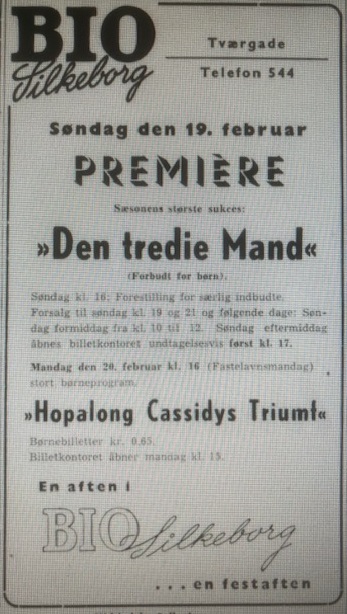 BIO
Silkeborg
Tværgade
Telefon 544
Søndag den 19. februar
PREMIÈRE
Sæsonens største sukces:
»Den tredie Mand«
(Forbudt for børn).
Søndag kl. 16: Forestilling for særlig indbudte.
Forsalg til søndag kl. 19 og 21 og følgende dage: Søn-
dag formiddag fra kl. 10 til 12. Søndag eftermiddag
åbnes billetkontoret undtagelsesvis først kl. 17.
Mandag den 20. februar kl. 16 (Fastelavnsmandag)
stort børneprogram.
»Hopalong Cassidys Triumf«
Børnebilletter kr. 0.65.
Billetkontoret åbner mandag kl. 15.
En aften i
BIO Silkeborg
... en festaften